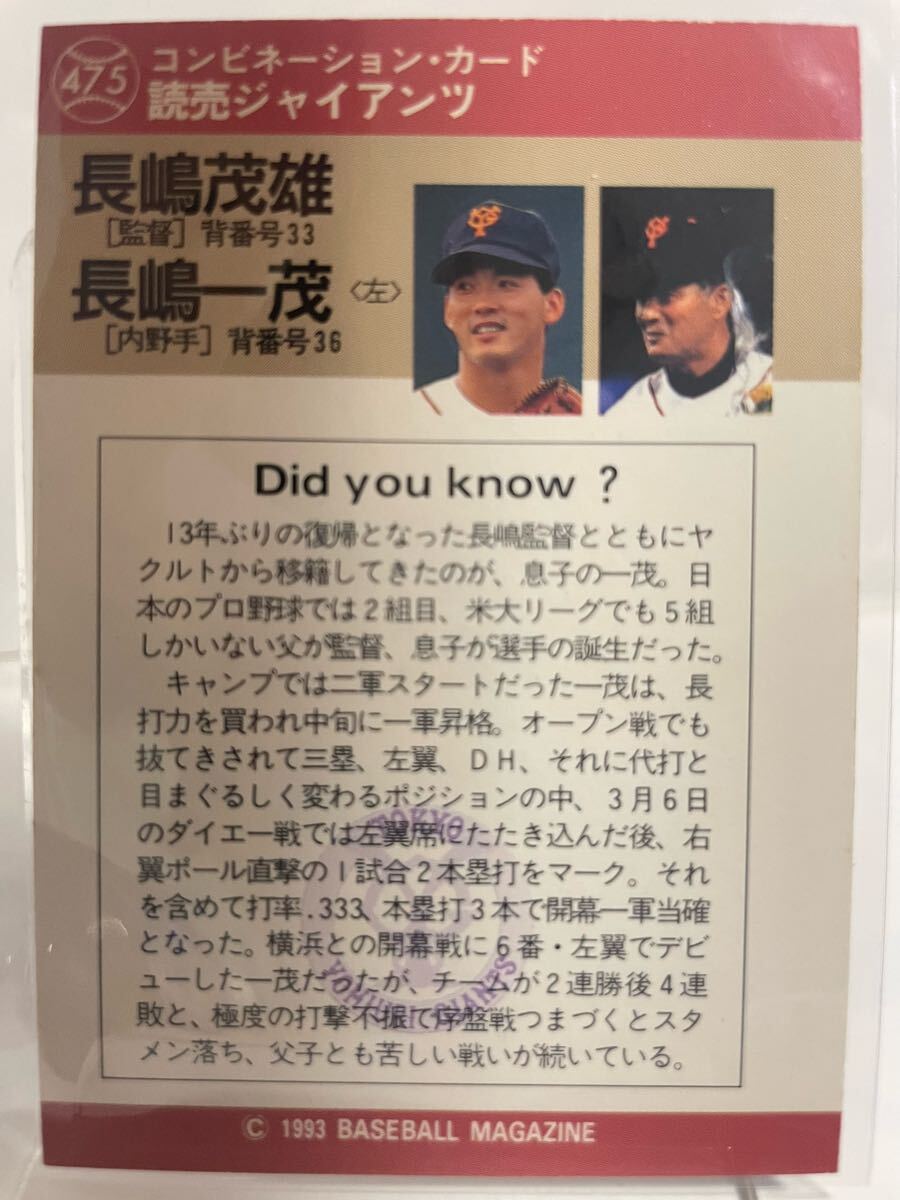 475
コンビネーション・カード
読売ジャイアンツ
長嶋茂雄
［監督］背番号33
長嶋一茂〈左〉
［内野手］背番号36
YG
YG
Did you know ?
13年ぶりの復帰となった長嶋監督とともにヤ
クルトから移籍してきたのが、息子の一茂。日
本のプロ野球では2組目、米大リーグでも5組
しかいない父が監督、息子が選手の誕生だった。
キャンプでは二軍スタートだった一茂は、長
打力を買われ中旬に一軍昇格。オープン戦でも
抜てきされて三塁、左翼、DH、それに代打と
目まぐるしく変わるポジションの中、3月6日
のダイエー戦では左翼席にたたき込んだ後、右
翼ポール直撃の1試合2本塁打をマーク。それ
を含めて打率.333、本塁打3本で開幕一軍当確
となった。横浜との開幕戦に6番・左翼でデビ
ューした一茂だったが、チームが2連勝後4連
敗と、極度の打撃不振で序盤戦つまづくとスタ
メン落ち、父子とも苦しい戦いが続いている。
TOKYO
YOMIURI GIANTS
© 1993 BASEBALL MAGAZINE